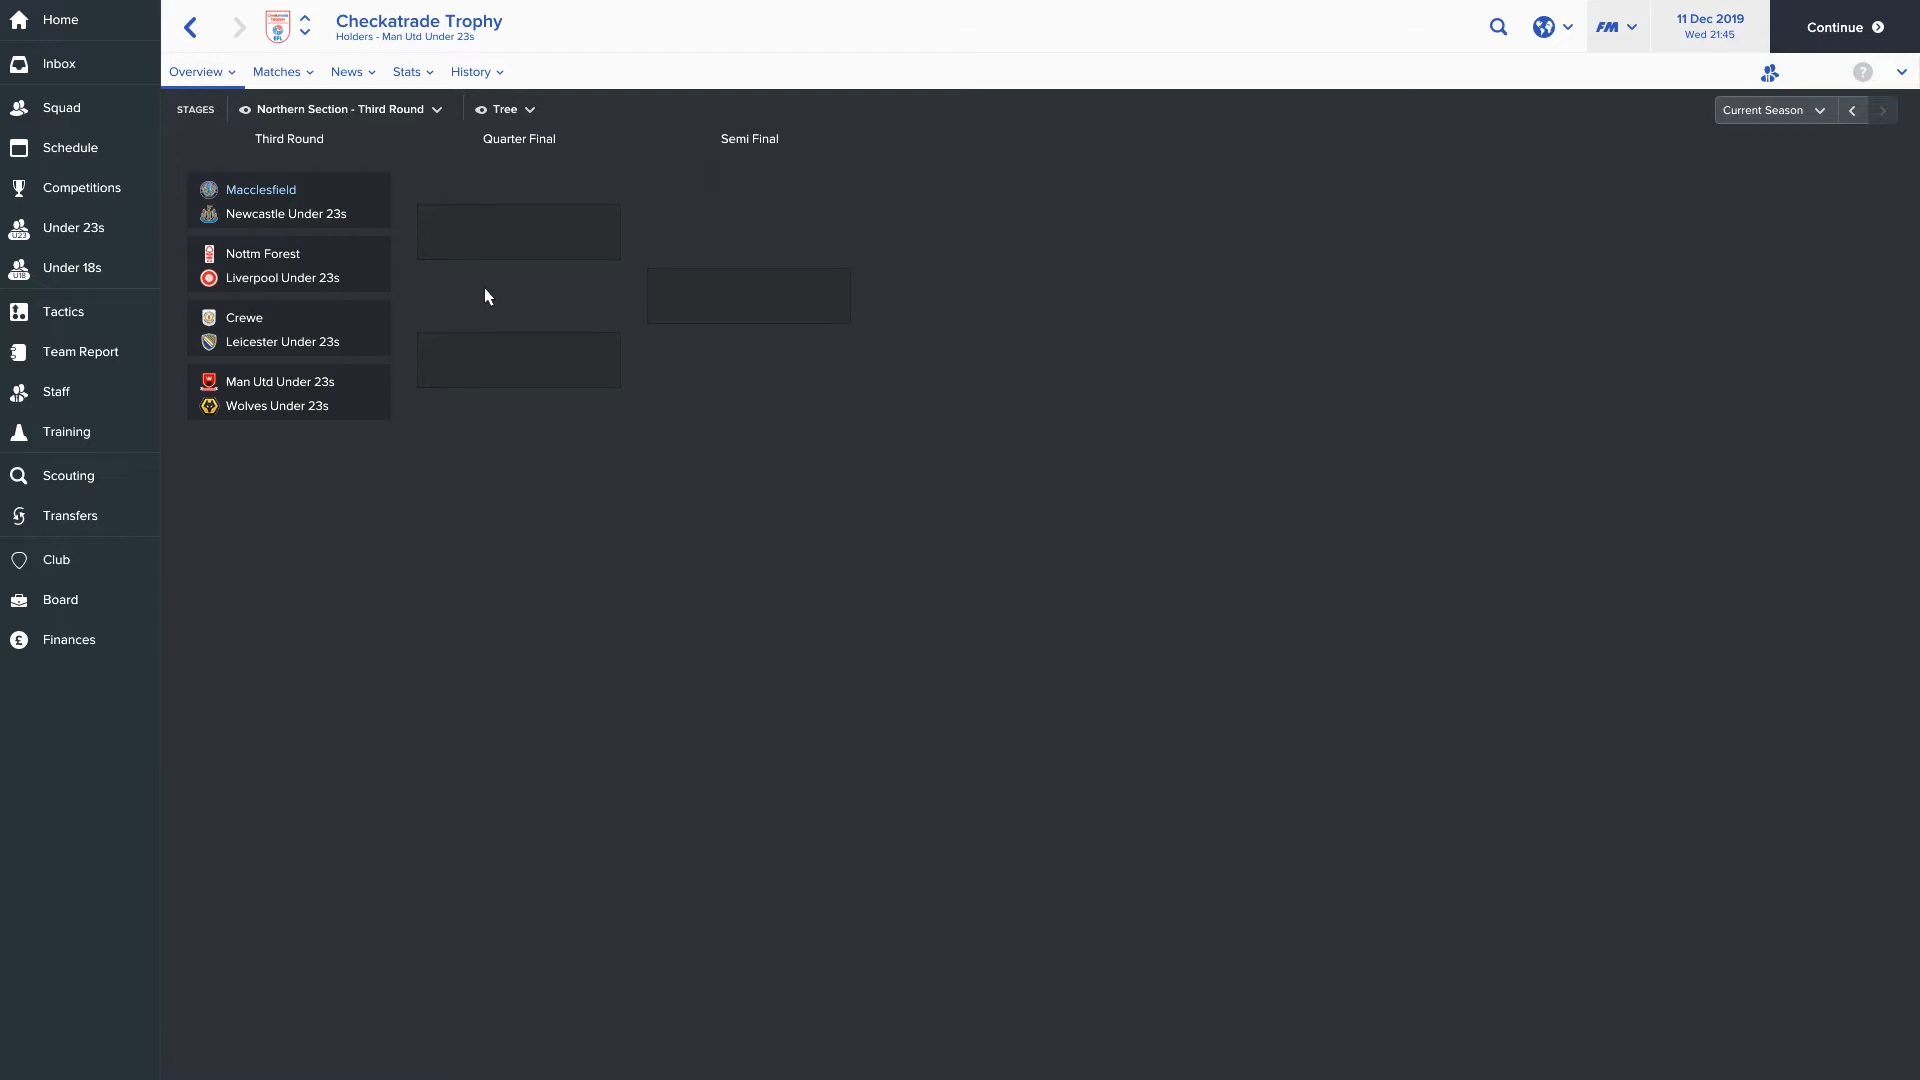 Home
Inbox
Squad
Schedule
Competitions
Under 23s
Under 18s
Tactics
Team Report
Staff
Training
Scouting
Transfers
Club
Board
Finances
Checkatrade Trophy
Holders - Man Utd Under 23s
FM
11 Dec 2019
Wed 21:45
Continue
Overview
Matches
News
Stats
History
?
STAGES
Northern Section - Third Round
Tree
Current Season
Third Round
Quarter Final
Semi Final
Macclesfield
Newcastle Under 23s
Nottm Forest
Liverpool Under 23s
Crewe
Leicester Under 23s
Man Utd Under 23s
Wolves Under 23s